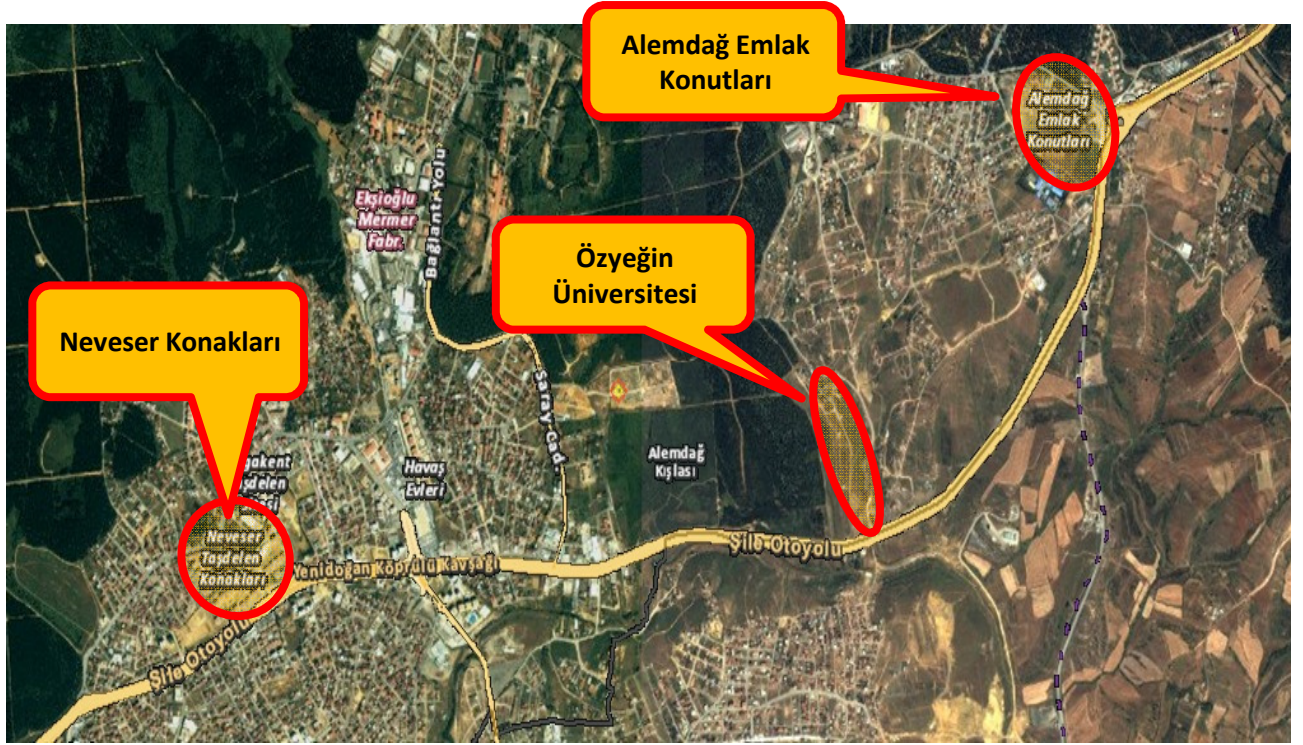 Alemdağ Emlak
Konutları
Alemdağ
Emlak
Konutları
Bağlantı Yolu
Ekşioğlu
Mermer
Fabr.
Özyeğin
Üniversitesi
Neveser Konakları
Saray Cad.
Alemdağ
Kışlası
Havaş
Evleri
Neveser
Taşdelen
Konakları
Yenidoğan Köprülü Kavşağı
Şile Otoyolu
Şile Otoyolu